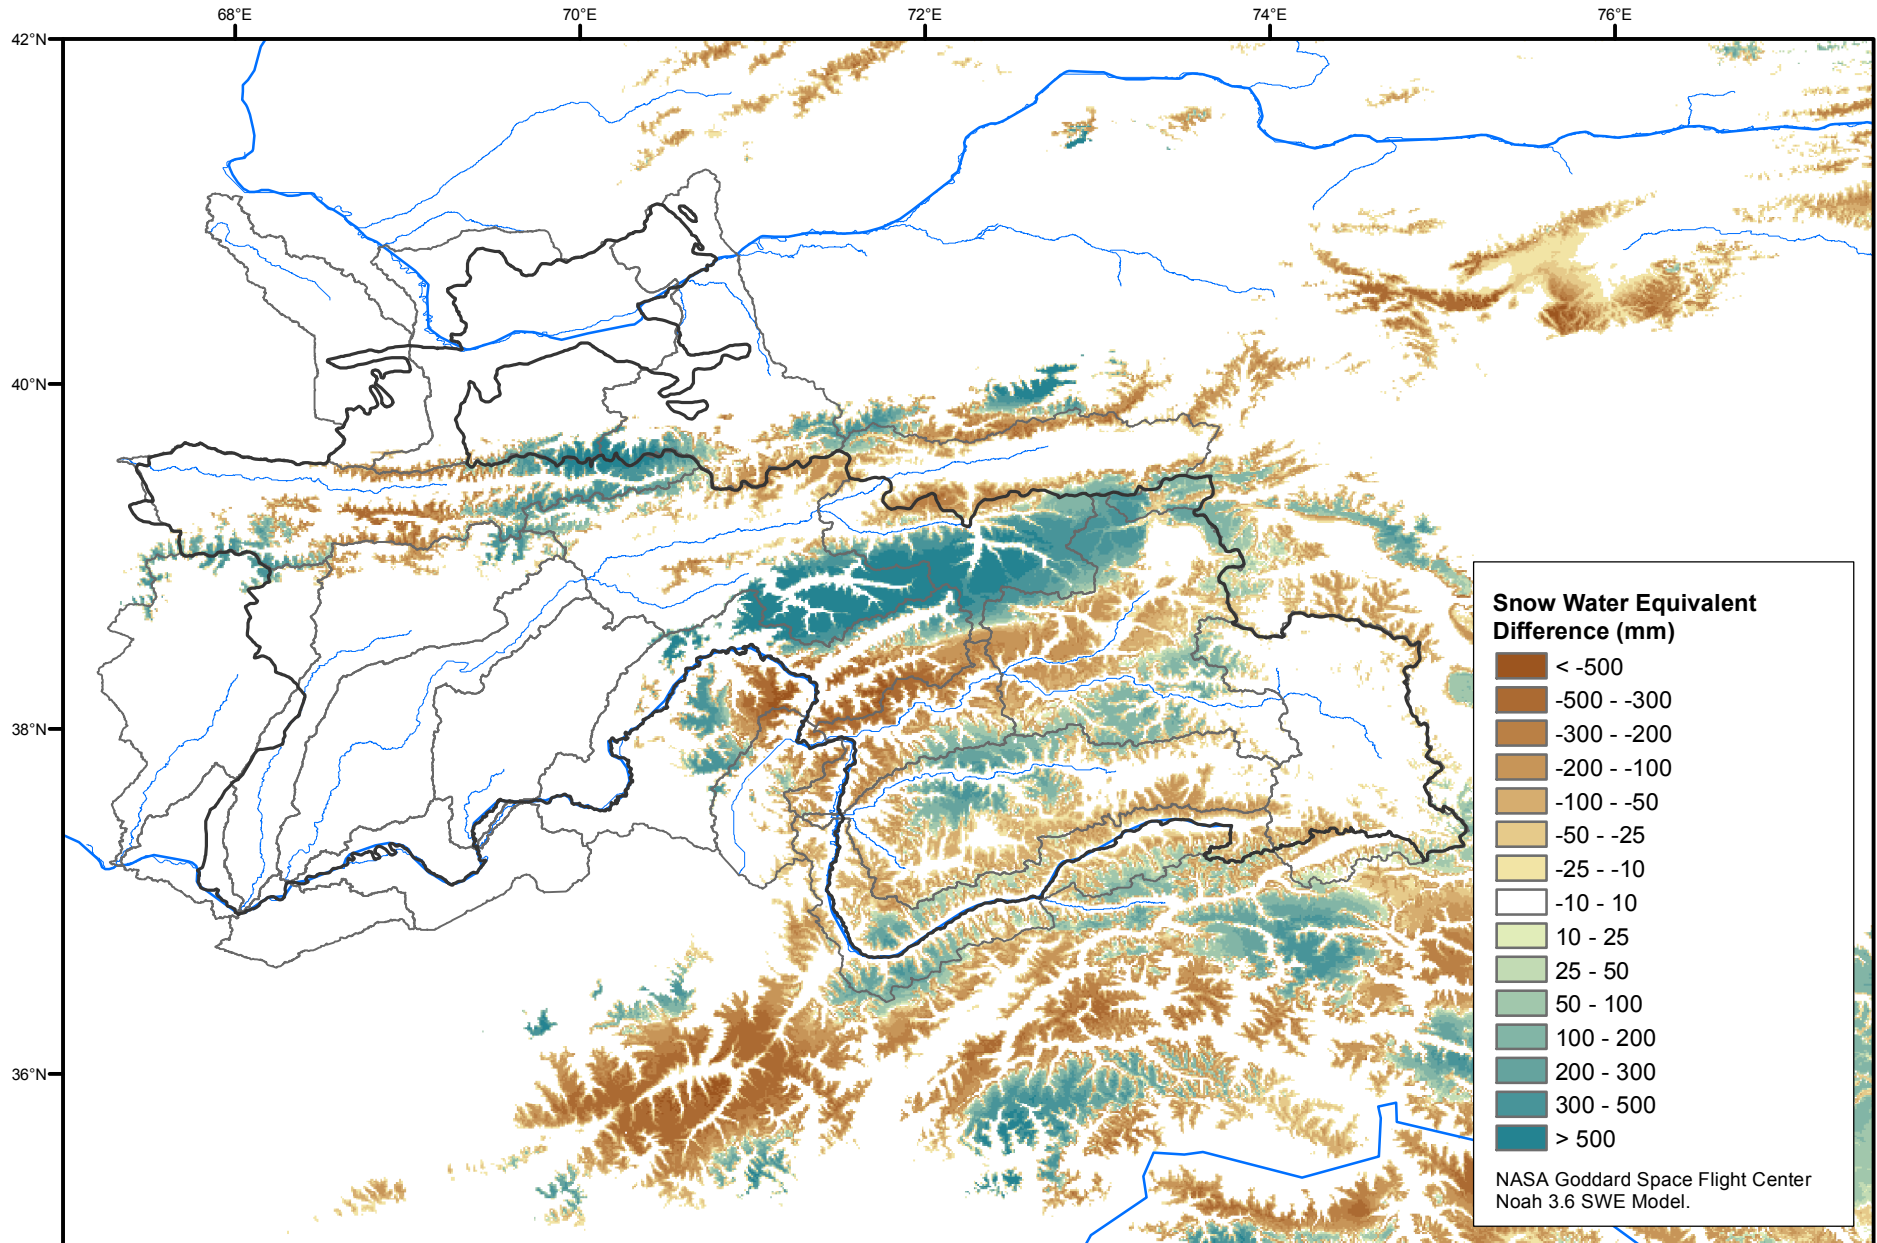 68°E 70°E 72°E 74°E 76°E
42°N
40°N
38°N
36°N
Snow Water Equivalent
Difference (mm)
< -500
-500 - -300
-300 - -200
-200 - -100
-100 - -50
-50 - -25
-25 - -10
-10 - 10
10 - 25
25 - 50
50 - 100
100 - 200
200 - 300
300 - 500
> 500
NASA Goddard Space Flight Center
Noah 3.6 SWE Model.